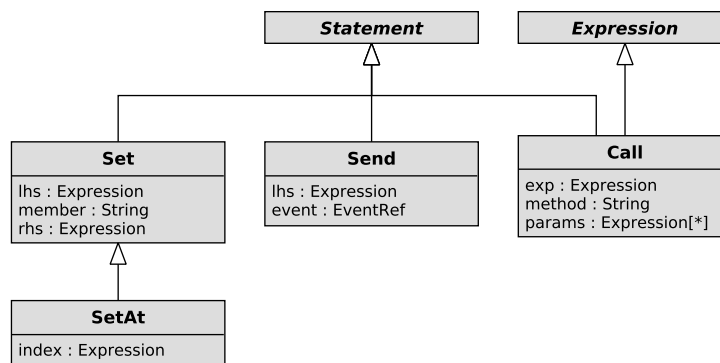 Statement
Expression
Set
lhs : Expression
member : String
rhs : Expression
Send
lhs : Expression
event : EventRef
Call
exp : Expression
method : String
params : Expression[*]
SetAt
index : Expression